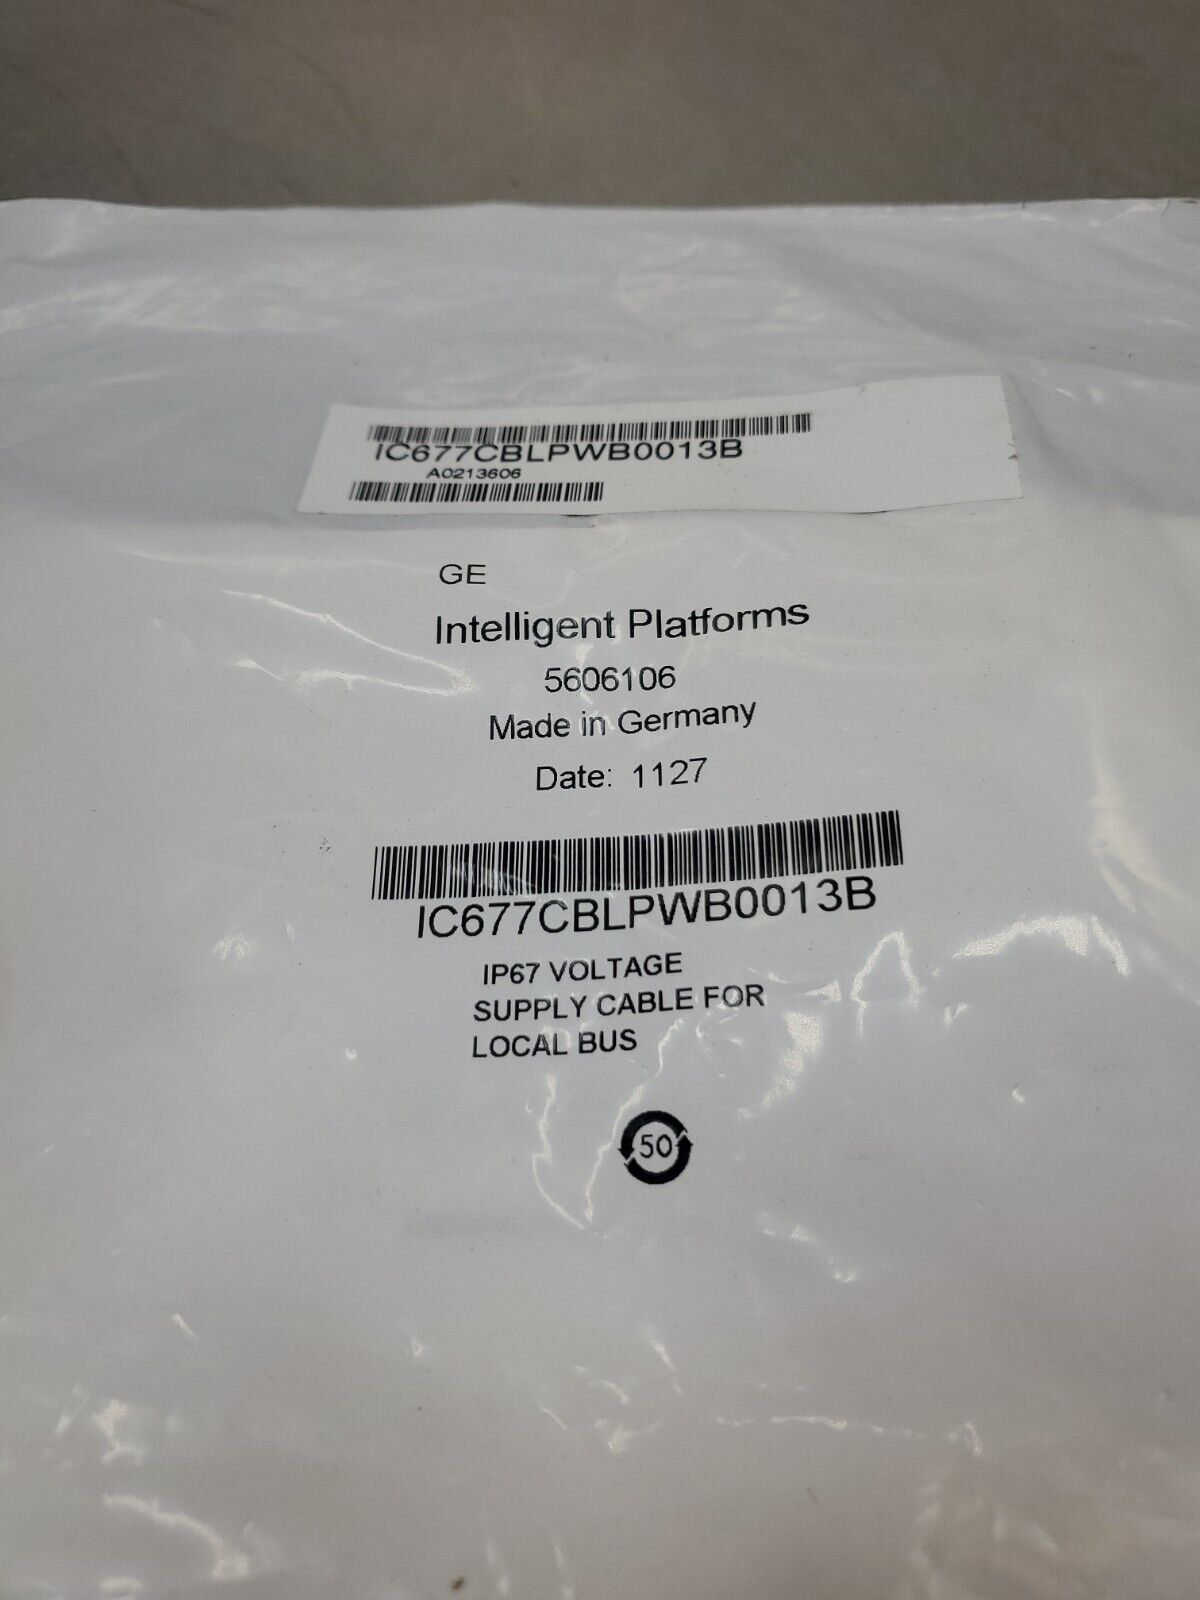 IC677CBLPWB0013B
A0213606
GE
Intelligent Platforms
5606106
Made in Germany
Date: 1127
IC677CBLPWB0013B
IP67 VOLTAGE
SUPPLY CABLE FOR
LOCAL BUS
50